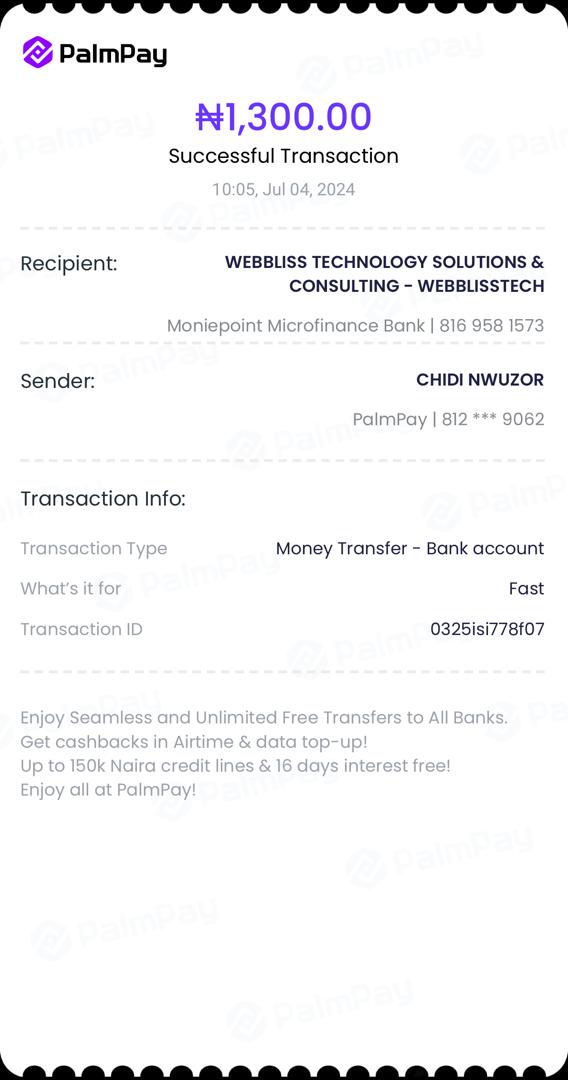 PalmPay
₦1,300.00
Successful Transaction
10:05, Jul 04, 2024
Recipient:
WEBBLISS TECHNOLOGY SOLUTIONS &
CONSULTING - WEBBLISSTECH
Moniepoint Microfinance Bank | 816 958 1573
Sender:
CHIDI NWUZOR
PalmPay | 812 *** 9062
Transaction Info:
Transaction Type Money Transfer - Bank account
What's it for Fast
Transaction ID 0325isi778f07
Enjoy Seamless and Unlimited Free Transfers to All Banks.
Get cashbacks in Airtime & data top-up!
Up to 150k Naira credit lines & 16 days interest free!
Enjoy all at PalmPay!